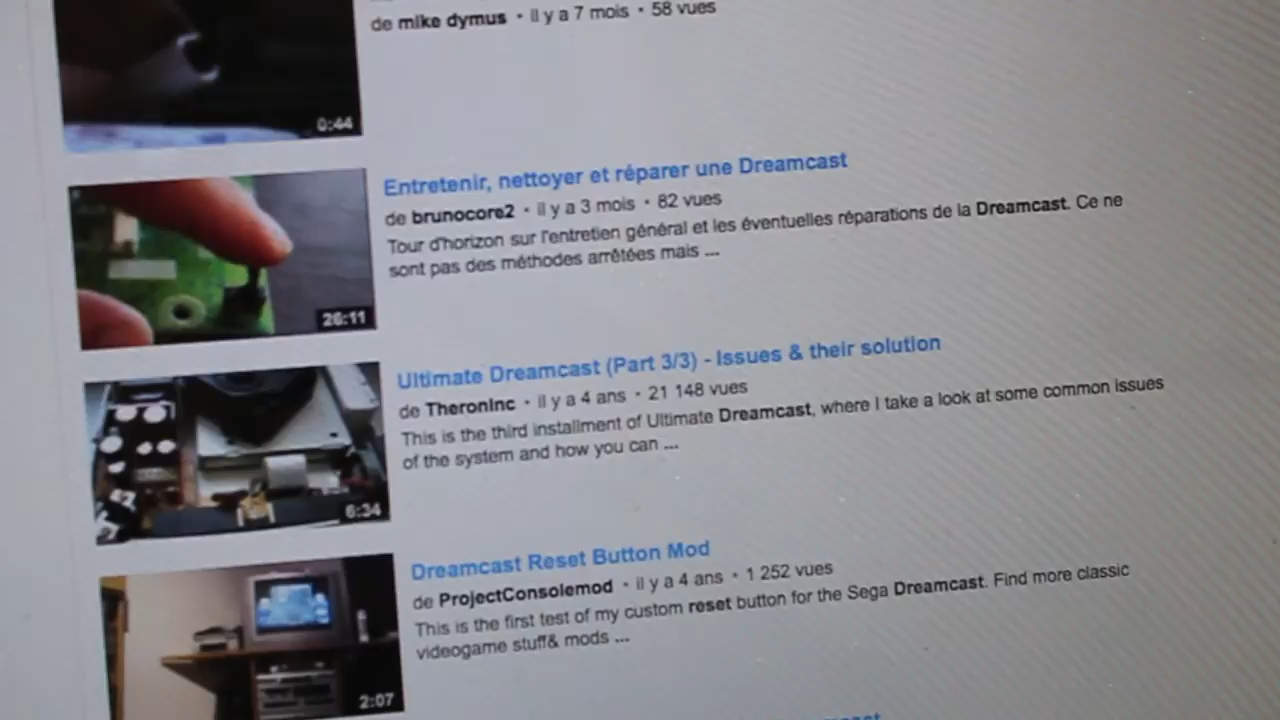 de mike dymus • il y a 7 mois • 58 vues
0:44
Entretenir, nettoyer et réparer une Dreamcast
de brunocore2 • il y a 3 mois • 82 vues
Tour d'horizon sur l'entretien général et les éventuelles réparations de la Dreamcast. Ce ne
sont pas des méthodes arrêtées mais ...
26:11
Ultimate Dreamcast (Part 3/3) - Issues & their solution
de TheronInc • il y a 4 ans • 21 148 vues
This is the third installment of Ultimate Dreamcast, where I take a look at some common issues
of the system and how you can ...
6:34
Dreamcast Reset Button Mod
de ProjectConsolemod • il y a 4 ans • 1 252 vues
This is the first test of my custom reset button for the Sega Dreamcast. Find more classic
videogame stuff& mods ...
2:07